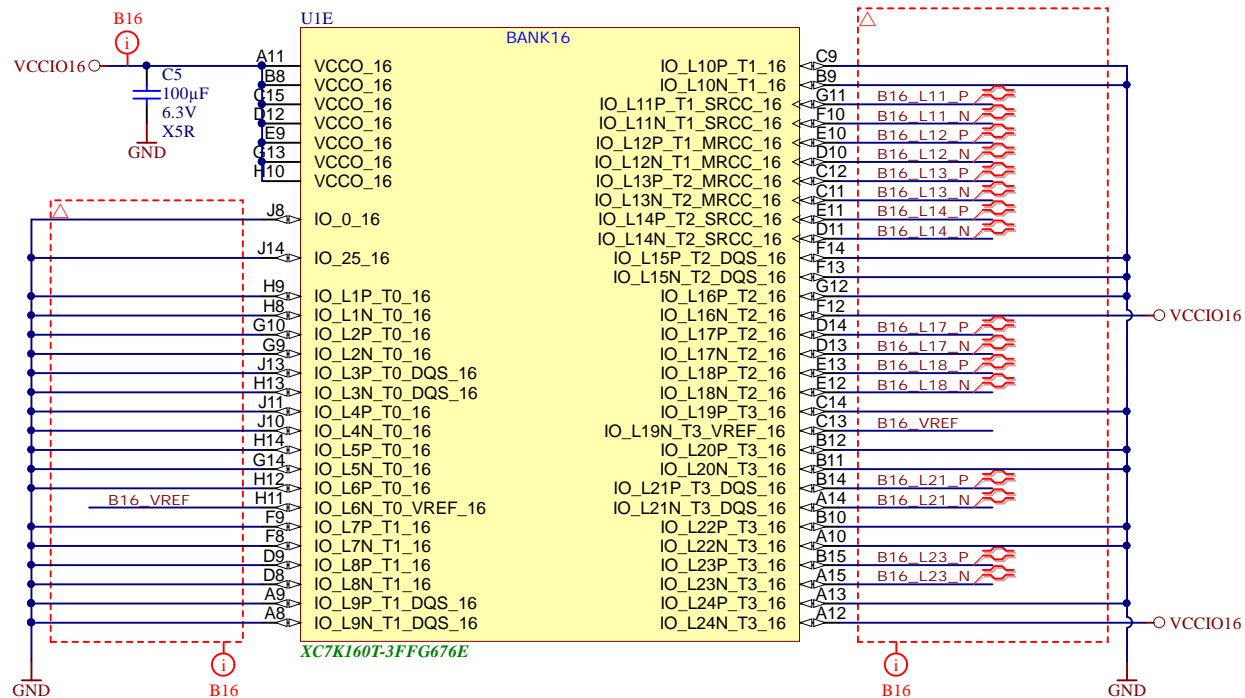 B16
i
VCCIO16
C5
100µF
6.3V
X5R
GND
U1E
BANK16
A11 VCCO_16
B8 VCCO_16
C15 VCCO_16
D12 VCCO_16
E9 VCCO_16
G13 VCCO_16
H10 VCCO_16
J8 IO_0_16
J14 IO_25_16
H9 IO_L1P_T0_16
H8 IO_L1N_T0_16
G10 IO_L2P_T0_16
G9 IO_L2N_T0_16
J13 IO_L3P_T0_DQS_16
H13 IO_L3N_T0_DQS_16
J11 IO_L4P_T0_16
J10 IO_L4N_T0_16
H14 IO_L5P_T0_16
G14 IO_L5N_T0_16
H12 IO_L6P_T0_16
B16_VREF H11 IO_L6N_T0_VREF_16
F9 IO_L7P_T1_16
F8 IO_L7N_T1_16
D9 IO_L8P_T1_16
D8 IO_L8N_T1_16
A9 IO_L9P_T1_DQS_16
A8 IO_L9N_T1_DQS_16
IO_L10P_T1_16 C9
IO_L10N_T1_16 B9
IO_L11P_T1_SRCC_16 G11 B16_L11_P
IO_L11N_T1_SRCC_16 F10 B16_L11_N
IO_L12P_T1_MRCC_16 E10 B16_L12_P
IO_L12N_T1_MRCC_16 D10 B16_L12_N
IO_L13P_T2_MRCC_16 C12 B16_L13_P
IO_L13N_T2_MRCC_16 C11 B16_L13_N
IO_L14P_T2_SRCC_16 E11 B16_L14_P
IO_L14N_T2_SRCC_16 D11 B16_L14_N
IO_L15P_T2_DQS_16 F14
IO_L15N_T2_DQS_16 F13
IO_L16P_T2_16 G12
IO_L16N_T2_16 F12 VCCIO16
IO_L17P_T2_16 D14 B16_L17_P
IO_L17N_T2_16 D13 B16_L17_N
IO_L18P_T2_16 E13 B16_L18_P
IO_L18N_T2_16 E12 B16_L18_N
IO_L19P_T3_16 C14
IO_L19N_T3_VREF_16 C13 B16_VREF
IO_L20P_T3_16 B12
IO_L20N_T3_16 B11
IO_L21P_T3_DQS_16 B14 B16_L21_P
IO_L21N_T3_DQS_16 A14 B16_L21_N
IO_L22P_T3_16 B10
IO_L22N_T3_16 A10
IO_L23P_T3_16 B15 B16_L23_P
IO_L23N_T3_16 A15 B16_L23_N
IO_L24P_T3_16 A13
IO_L24N_T3_16 A12 VCCIO16
XC7K160T-3FFG676E
GND
i
B16
i
B16
GND